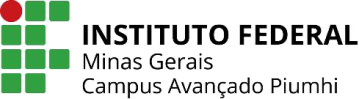 INSTITUTO FEDERAL
Minas Gerais
Campus Avançado Piumhi